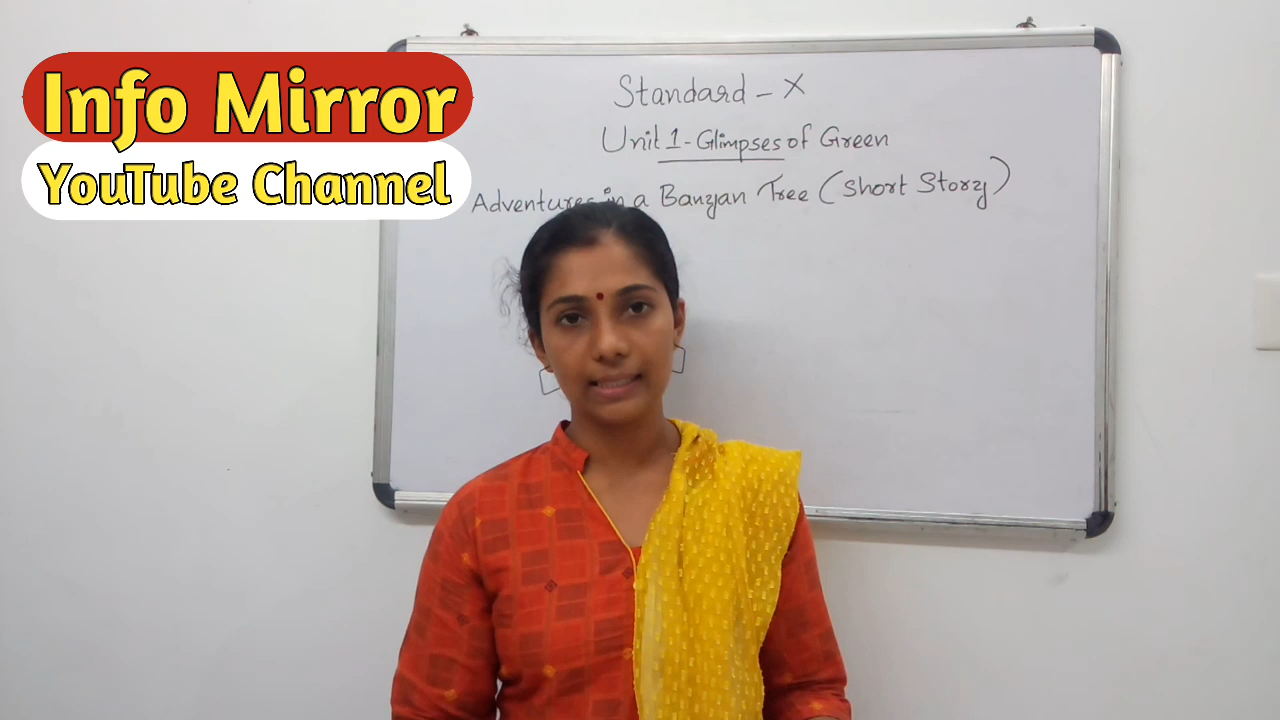 Info Mirror
YouTube Channel
Standard - X
Unit 1 - Glimpses of Green
Adventures in a Banyan Tree (Short Story)